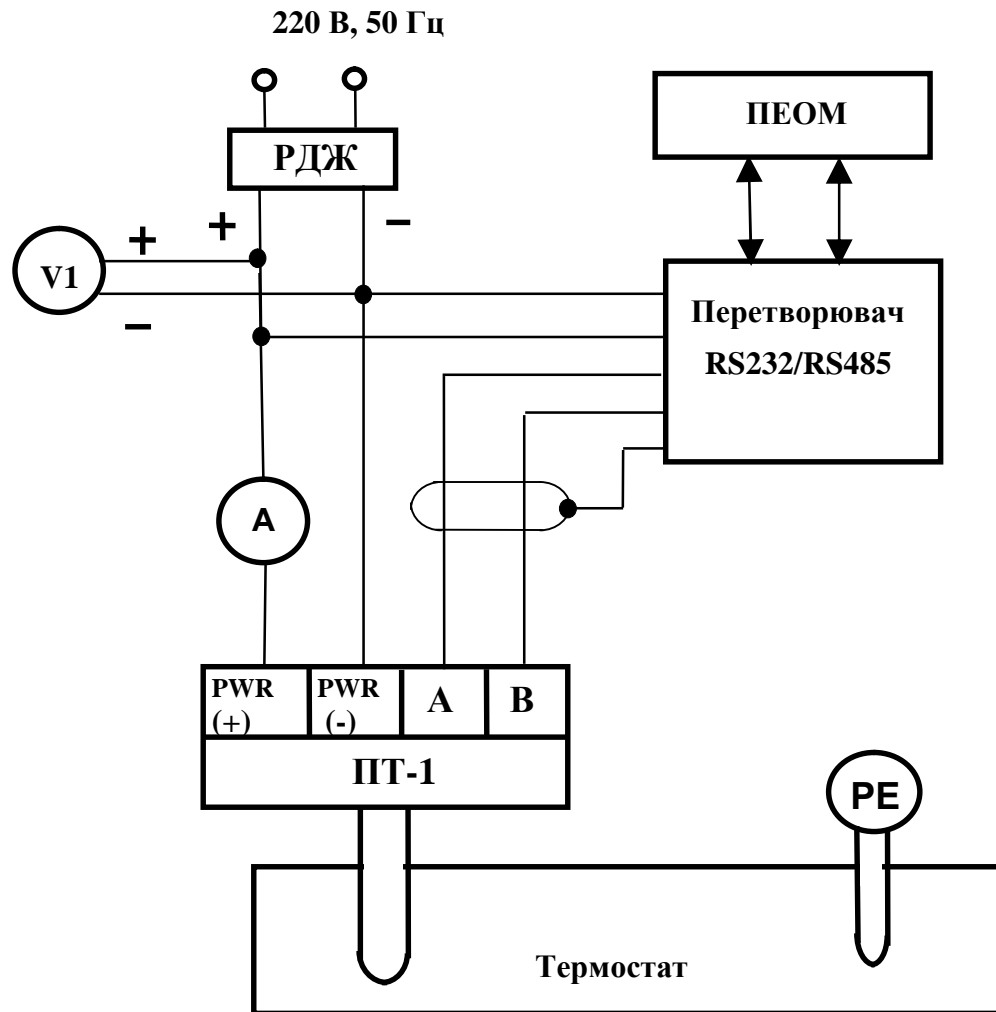 220 В, 50 Гц
ПЕОМ
РДЖ
+
+
–
V1
–
Перетворювач
RS232/RS485
A
PWR
(+)
PWR
(-)
А
В
ПТ-1
PE
Термостат